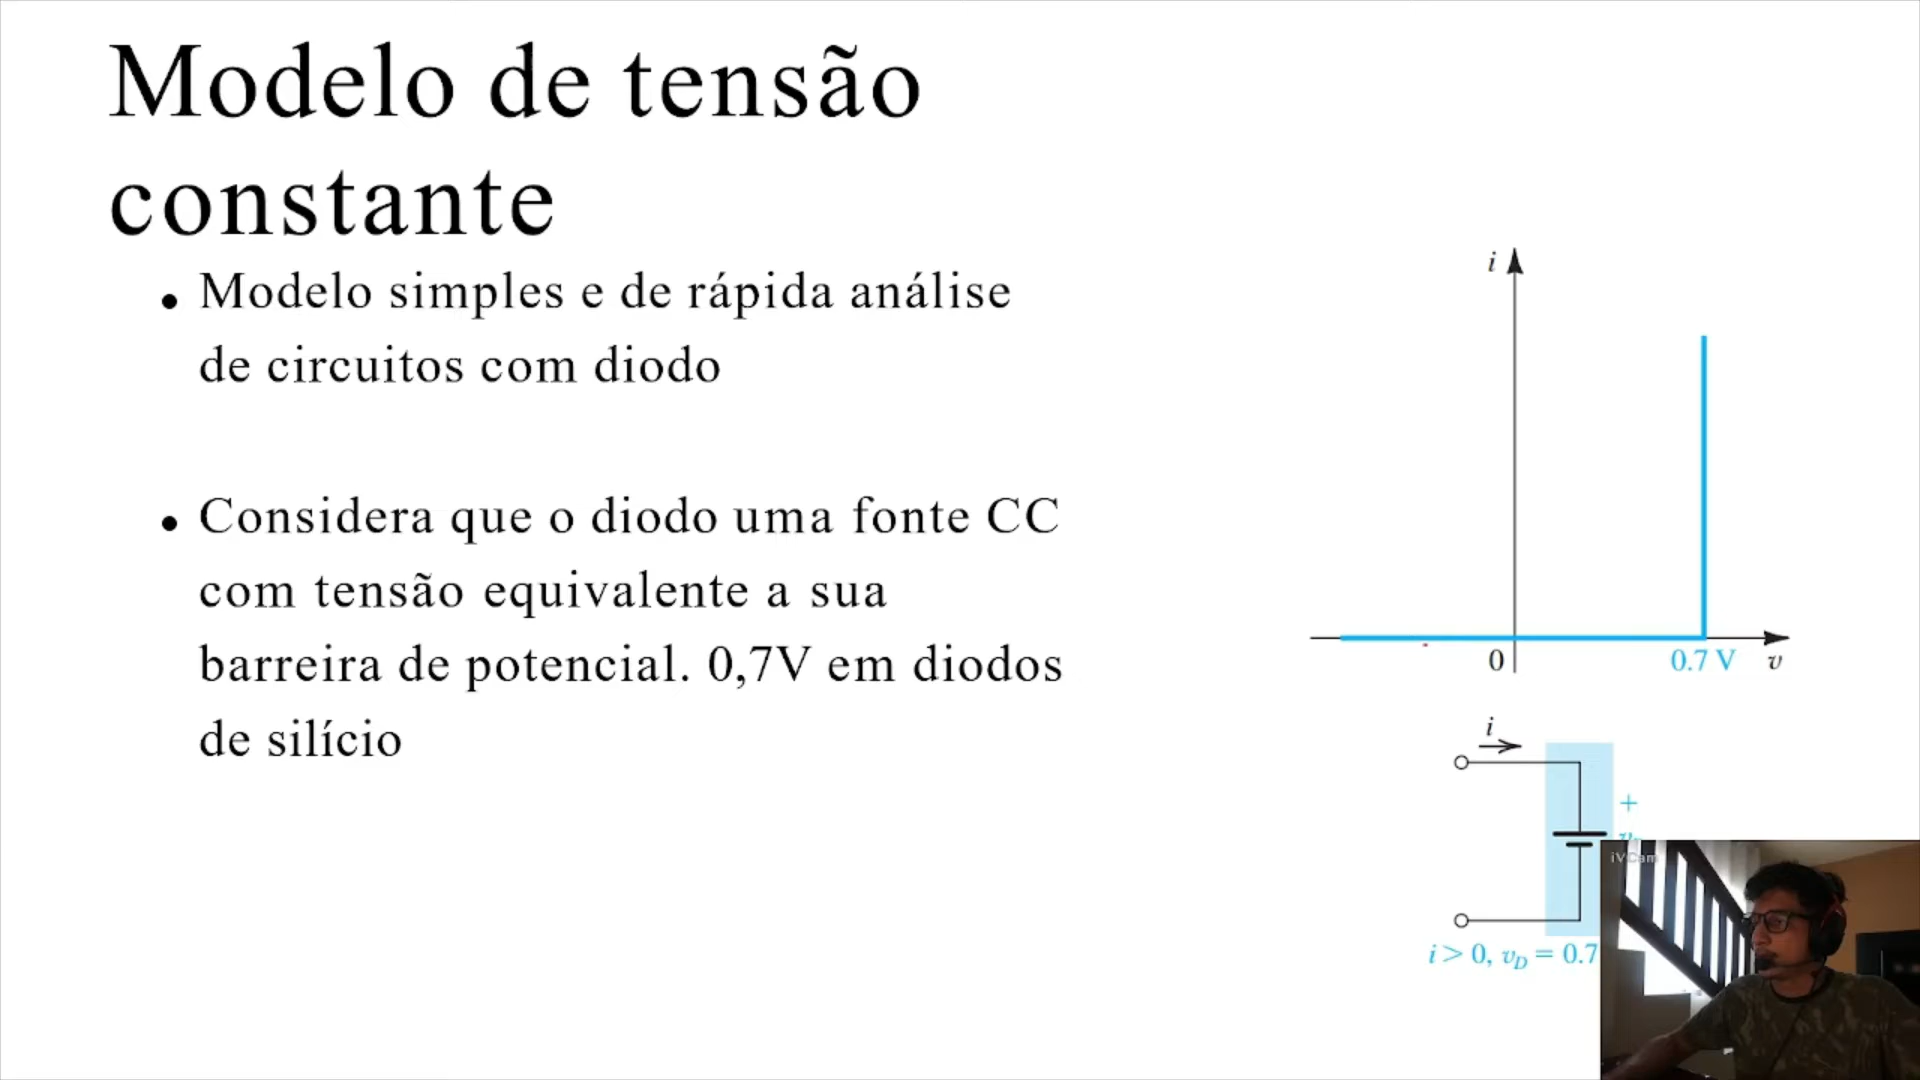 Modelo de tensão
constante
• Modelo simples e de rápida análise
de circuitos com diodo
• Considera que o diodo uma fonte CC
com tensão equivalente a sua
barreira de potencial. 0,7V em diodos
de silício
i
0
0.7 V
v
i
+
i > 0, v_D = 0.7
iVCam